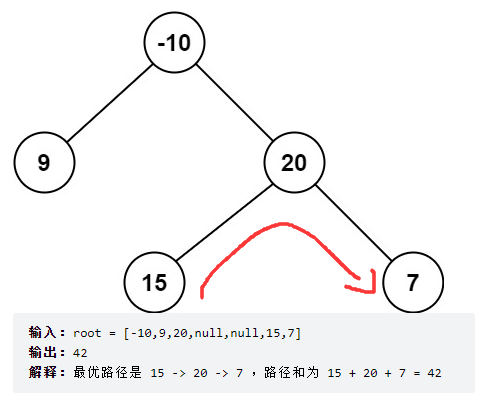 -10
9
20
15
7
输入：root = [-10,9,20,null,null,15,7]
输出：42
解释：最优路径是 15 -> 20 -> 7 ，路径和为 15 + 20 + 7 = 42